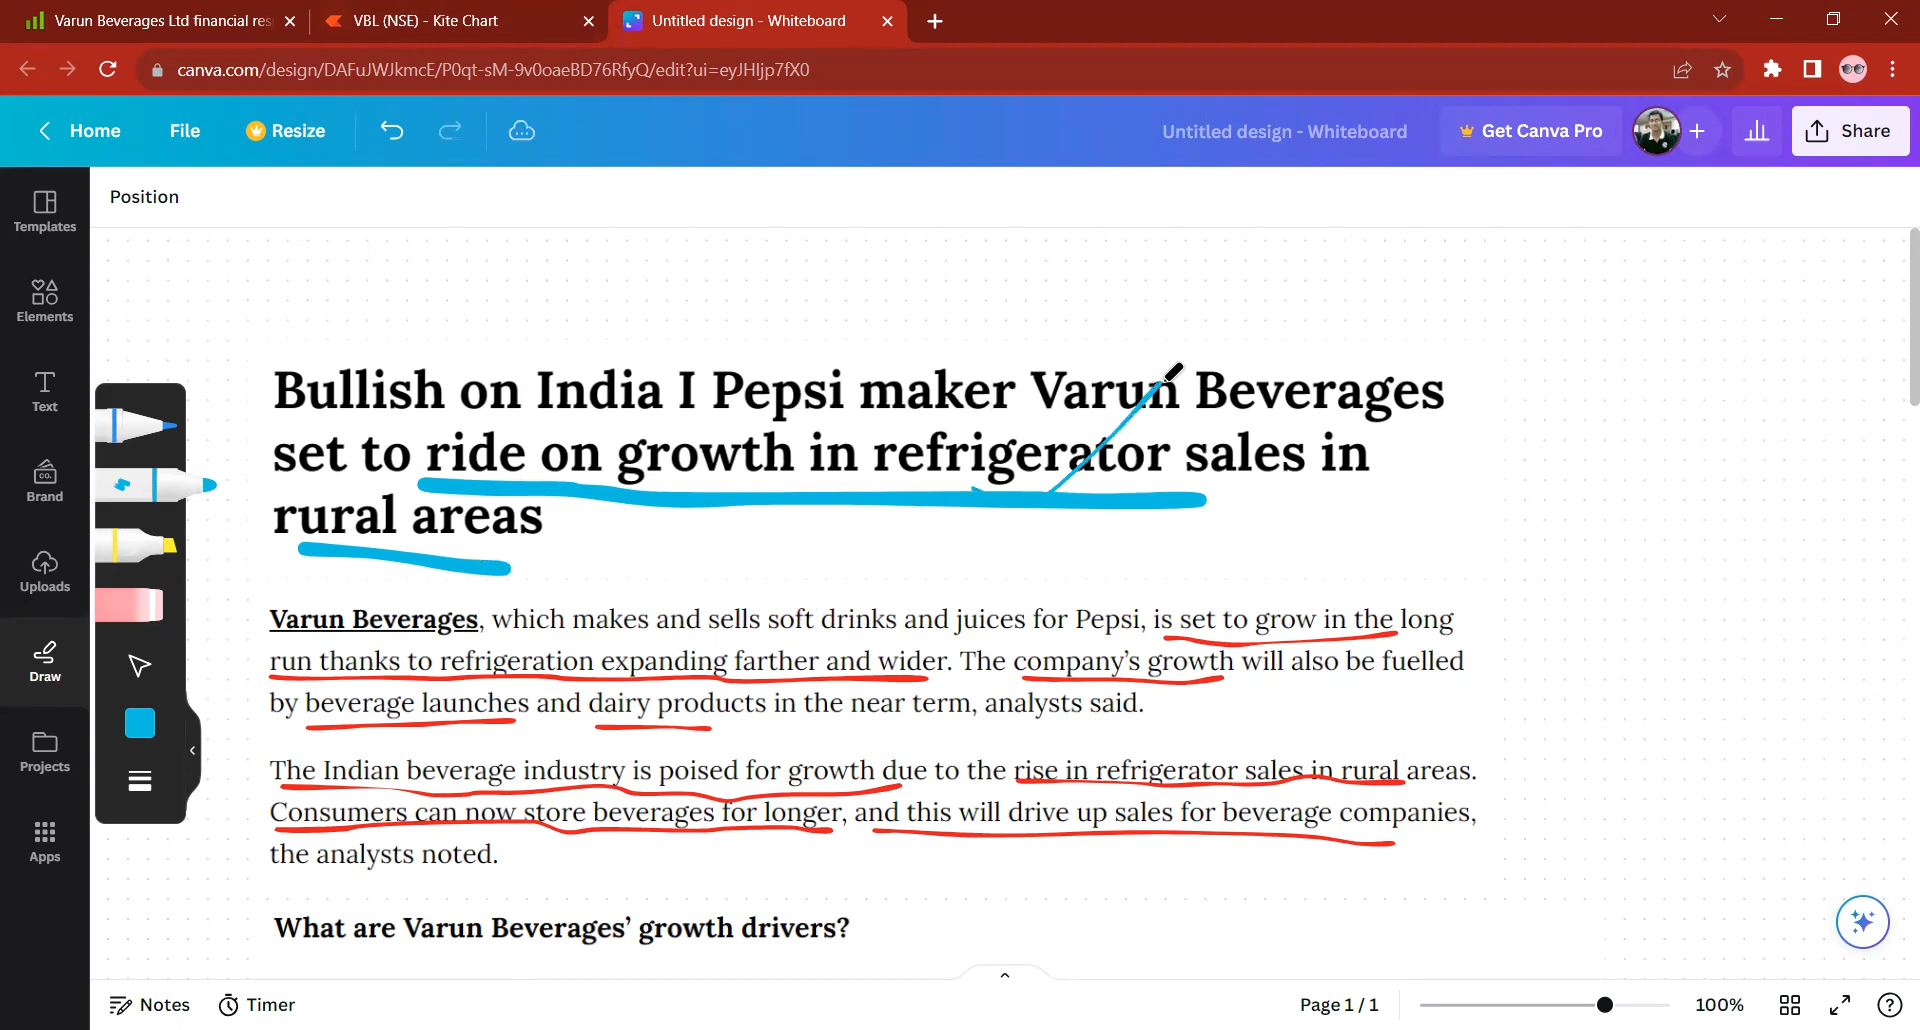 Varun Beverages Ltd financial res
VBL (NSE) - Kite Chart
Untitled design - Whiteboard
canva.com/design/DAFuJWJkmcE/P0qt-sM-9v0oaeBD76RfyQ/edit?ui=eyJHIjp7fX0
Home
File
Resize
Untitled design - Whiteboard
Get Canva Pro
Share
Position
Templates
Elements
Text
CO.
Brand
Uploads
Draw
Projects
Apps
Bullish on India I Pepsi maker Varun Beverages
set to ride on growth in refrigerator sales in
rural areas
Varun Beverages, which makes and sells soft drinks and juices for Pepsi, is set to grow in the long
run thanks to refrigeration expanding farther and wider. The company’s growth will also be fuelled
by beverage launches and dairy products in the near term, analysts said.
The Indian beverage industry is poised for growth due to the rise in refrigerator sales in rural areas.
Consumers can now store beverages for longer, and this will drive up sales for beverage companies,
the analysts noted.
What are Varun Beverages’ growth drivers?
Notes
Timer
Page 1 / 1
100%